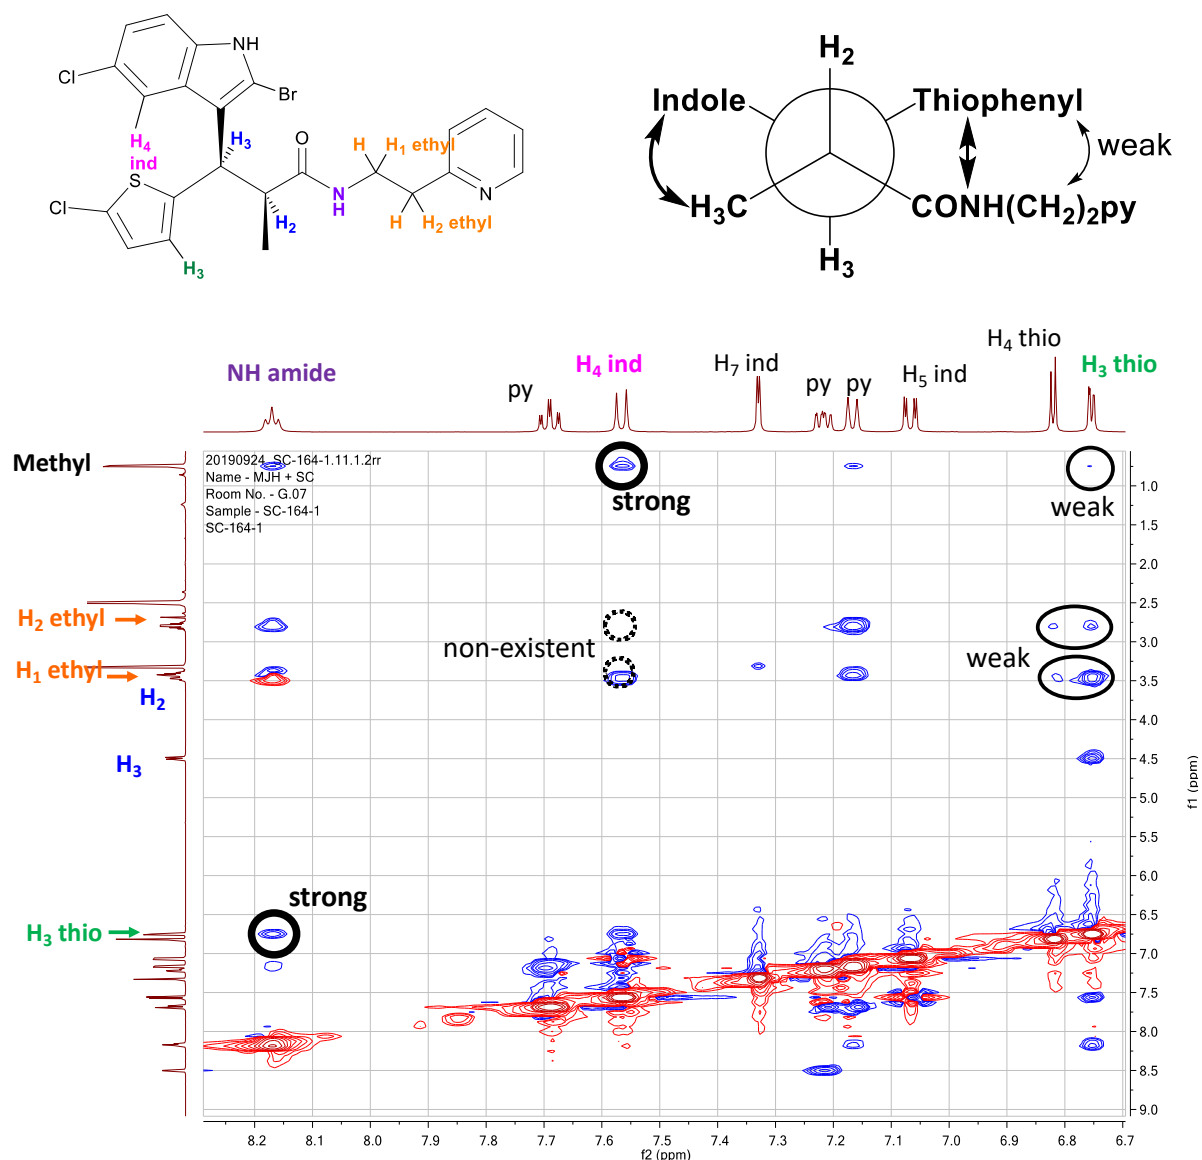 NH
Cl
Br
H4
ind
H3
O
H
H1 ethyl
S
N
H
N
Cl
H2
H
H2 ethyl
H3
H2
Indole
Thiophenyl
weak
H3C
CONH(CH2)2py
H3
NH amide
py
H4 ind
H7 ind
py
py
H5 ind
H4 thio
H3 thio
Methyl
20190924_SC-164-1.11.1.2rr
Name - MJH + SC
Room No. - G.07
Sample - SC-164-1
SC-164-1
strong
weak
H2 ethyl
non-existent
weak
H1 ethyl
H2
H3
strong
H3 thio
1.0
1.5
2.0
2.5
3.0
3.5
4.0
4.5
5.0
5.5
6.0
6.5
7.0
7.5
8.0
8.5
9.0
f1 (ppm)
8.2 8.1 8.0 7.9 7.8 7.7 7.6 7.5 7.4 7.3 7.2 7.1 7.0 6.9 6.8 6.7
f2 (ppm)